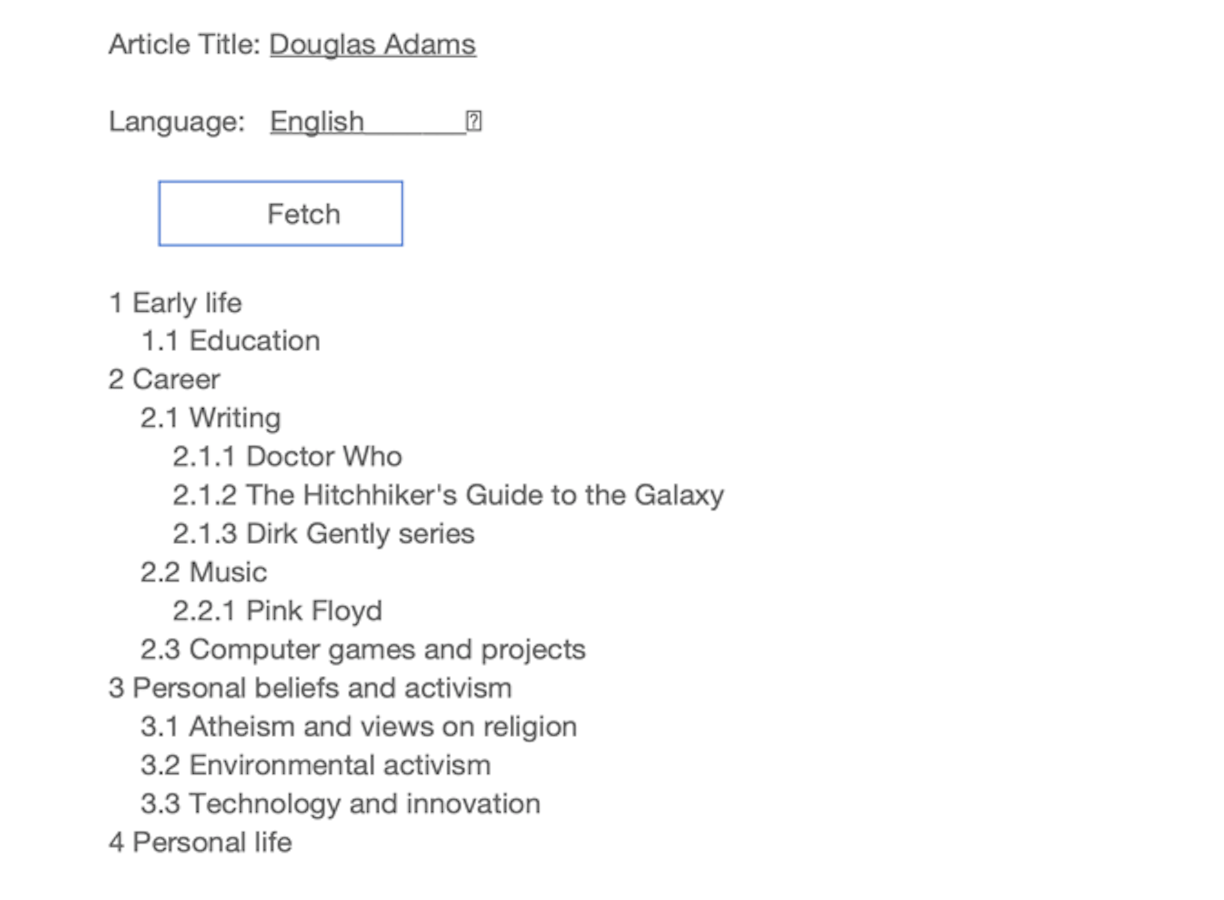 Article Title: Douglas Adams
Language: English
Fetch
1 Early life
1.1 Education
2 Career
2.1 Writing
2.1.1 Doctor Who
2.1.2 The Hitchhiker's Guide to the Galaxy
2.1.3 Dirk Gently series
2.2 Music
2.2.1 Pink Floyd
2.3 Computer games and projects
3 Personal beliefs and activism
3.1 Atheism and views on religion
3.2 Environmental activism
3.3 Technology and innovation
4 Personal life